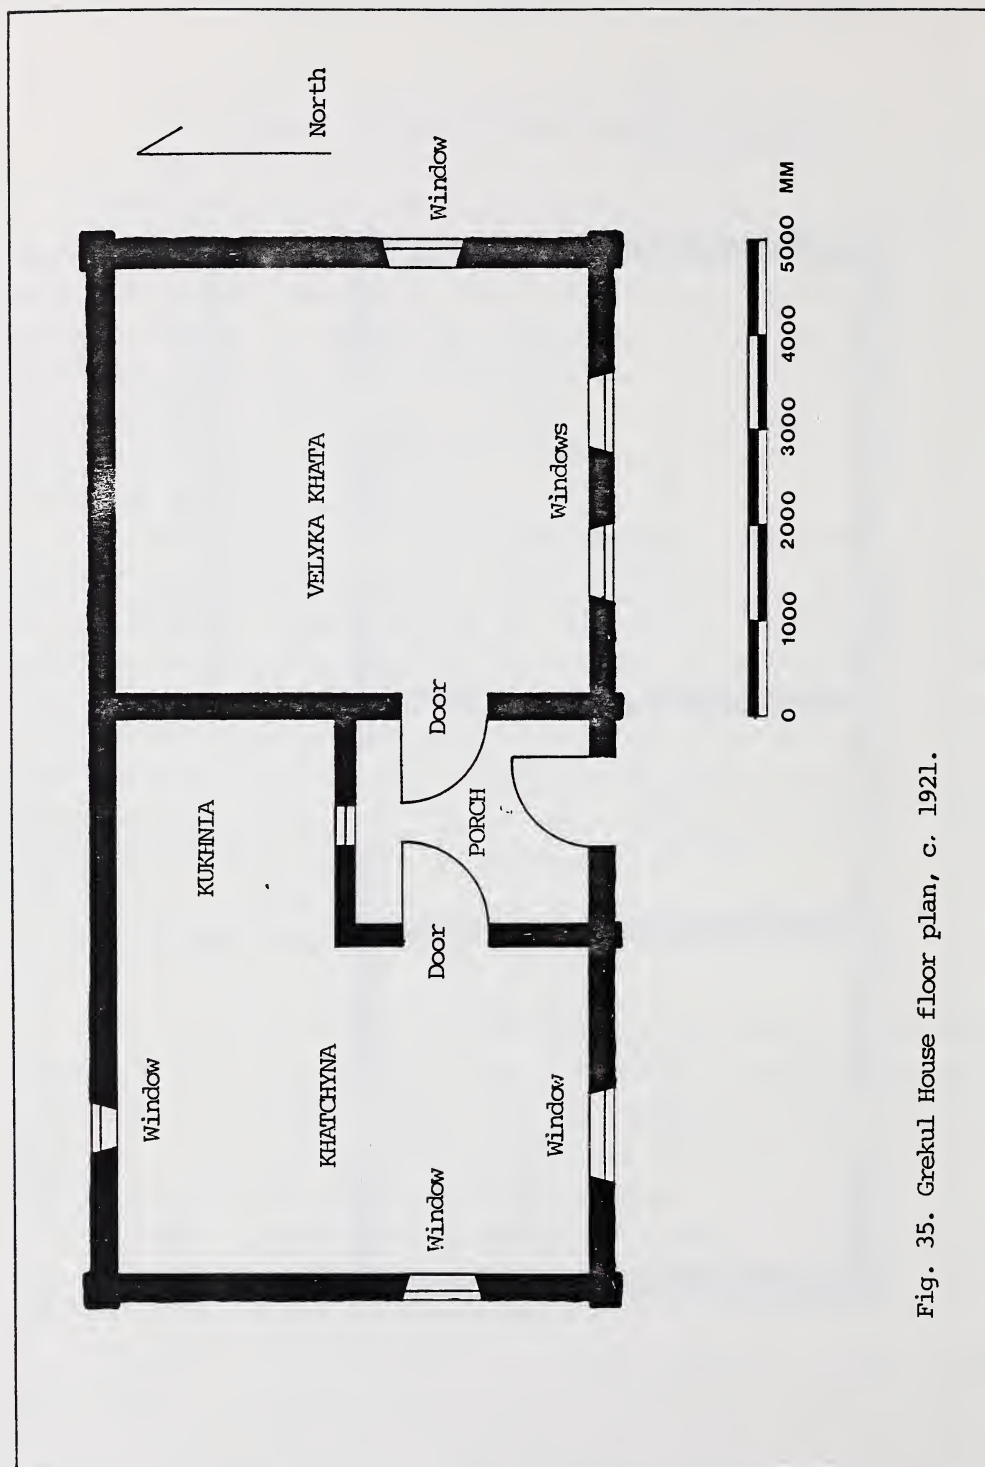 North
Window
KUKHNIA
VELYKA KHATA
Window
KHATCHYNA
Door
Door
Window
PORCH
Window
Windows
0 1000 2000 3000 4000 5000 MM
Fig. 35. Grekul House floor plan, c. 1921.